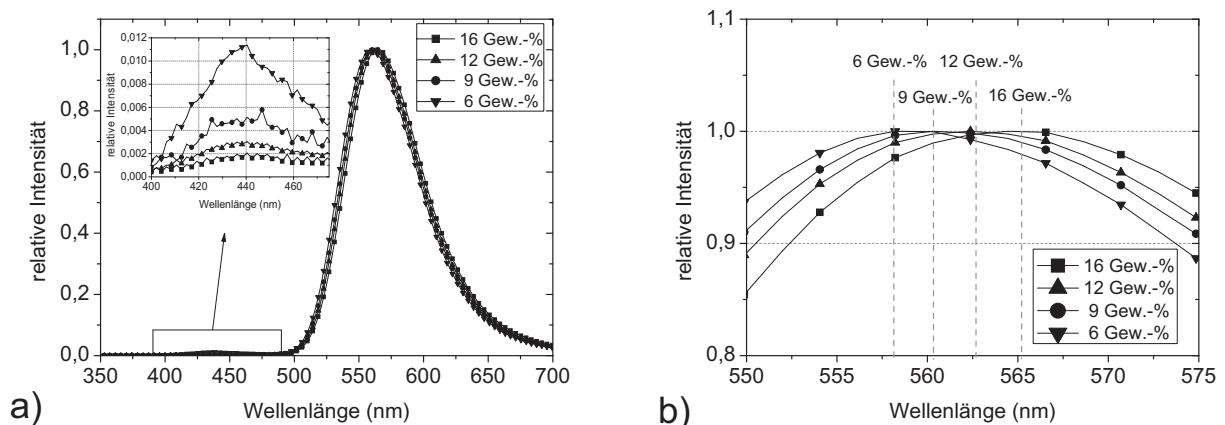 1,0
0,8
0,6
0,4
0,2
0,0
relative Intensität
350 400 450 500 550 600 650 700
Wellenlänge (nm)
a)
16 Gew.-%
12 Gew.-%
9 Gew.-%
6 Gew.-%
0,012
0,010
0,008
0,006
0,004
0,002
0,000
relative Intensität
400 420 440 460
Wellenlänge (nm)
1,1
1,0
0,9
0,8
relative Intensität
550 555 560 565 570 575
Wellenlänge (nm)
b)
6 Gew.-% 12 Gew.-%
9 Gew.-% 16 Gew.-%
16 Gew.-%
12 Gew.-%
9 Gew.-%
6 Gew.-%